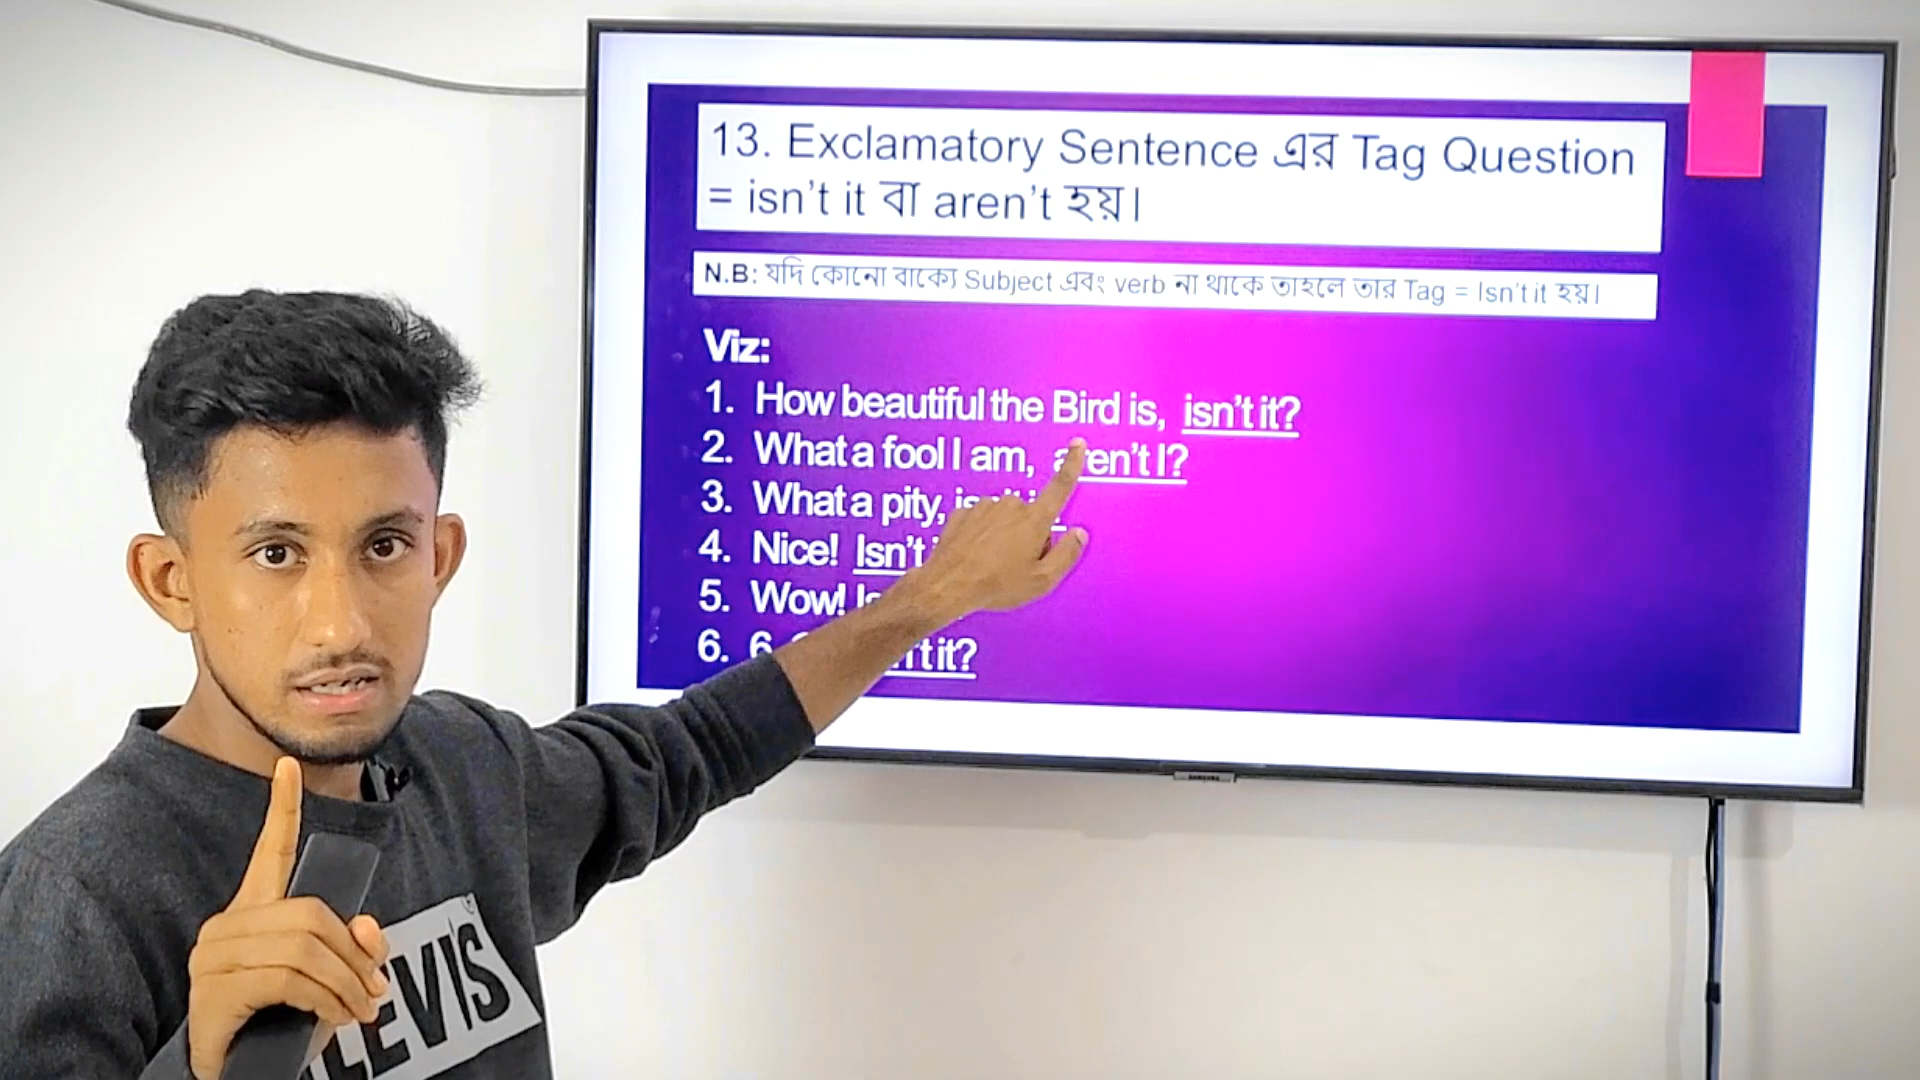 13. Exclamatory Sentence এর Tag Question
= isn't it বা aren't হয়।
N.B: যদি কোনো বাক্যে Subject এবং verb না থাকে তাহলে তার Tag = Isn't it হয়।
Viz:
1. How beautiful the Bird is, isn't it?
2. What a fool I am, aren't I?
3. What a pity,
4. Nice! Isn't
5. Wow!
6. it?
LEVI'S